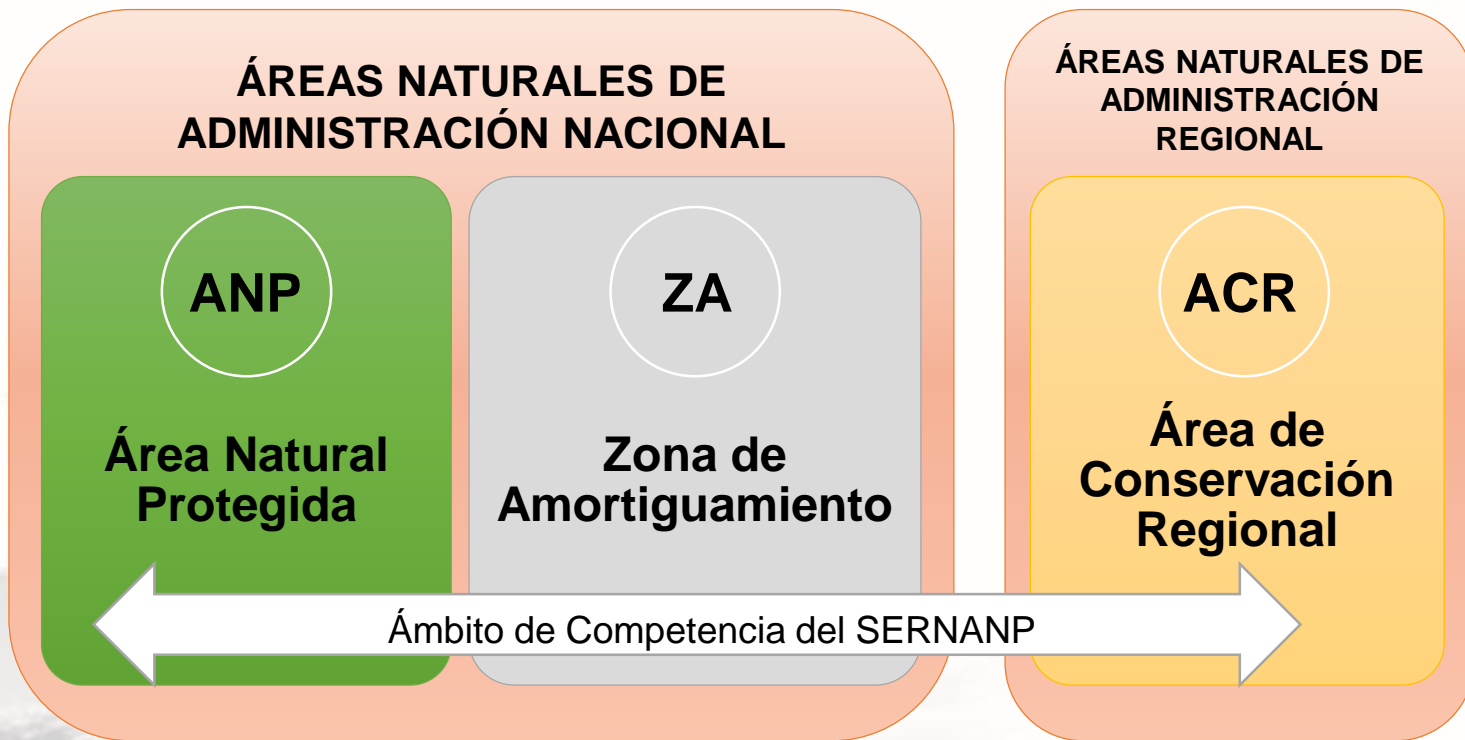 ÁREAS NATURALES DE
ADMINISTRACIÓN NACIONAL
ANP
Área Natural
Protegida
ZA
Zona de
Amortiguamiento
ÁREAS NATURALES DE
ADMINISTRACIÓN
REGIONAL
ACR
Área de
Conservación
Regional
Ámbito de Competencia del SERNANP